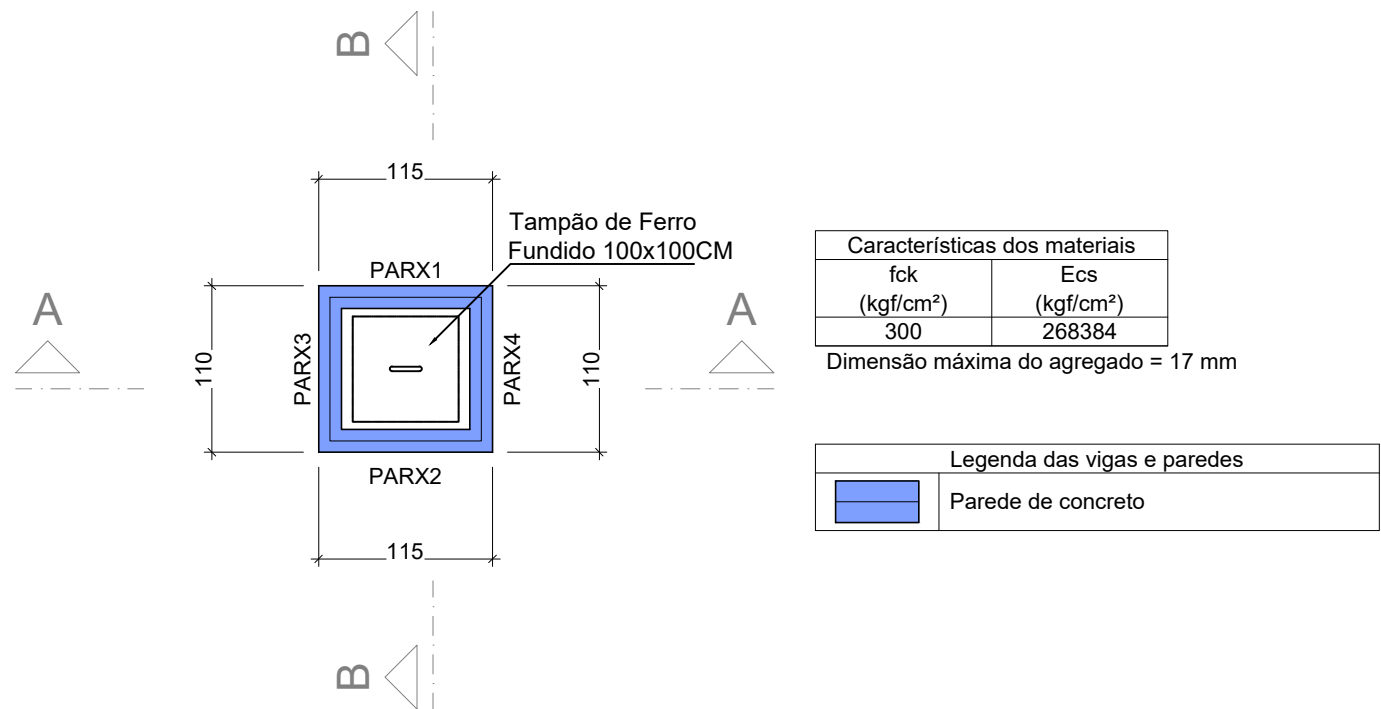 B
115
Tampão de Ferro
Fundido 100x100CM
PARX1
A
110
PARX3
PARX4
110
A
PARX2
115
B
Características dos materiais
fck
(kgf/cm²)
Ecs
(kgf/cm²)
300
268384
Dimensão máxima do agregado = 17 mm
Legenda das vigas e paredes
Parede de concreto